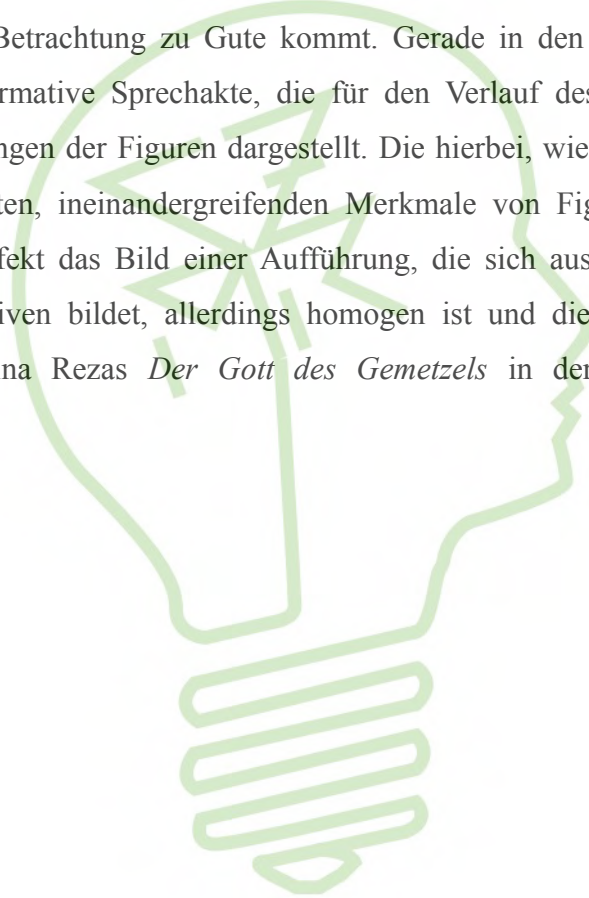 Betrachtung zu Gute kommt. Gerade in den
rmative Sprechakte, die für den Verlauf des
ngen der Figuren dargestellt. Die hierbei, wie
ten, ineinandergreifenden Merkmale von Fig
fekt das Bild einer Aufführung, die sich aus
iven bildet, allerdings homogen ist und die
na Rezas Der Gott des Gemetzels in der